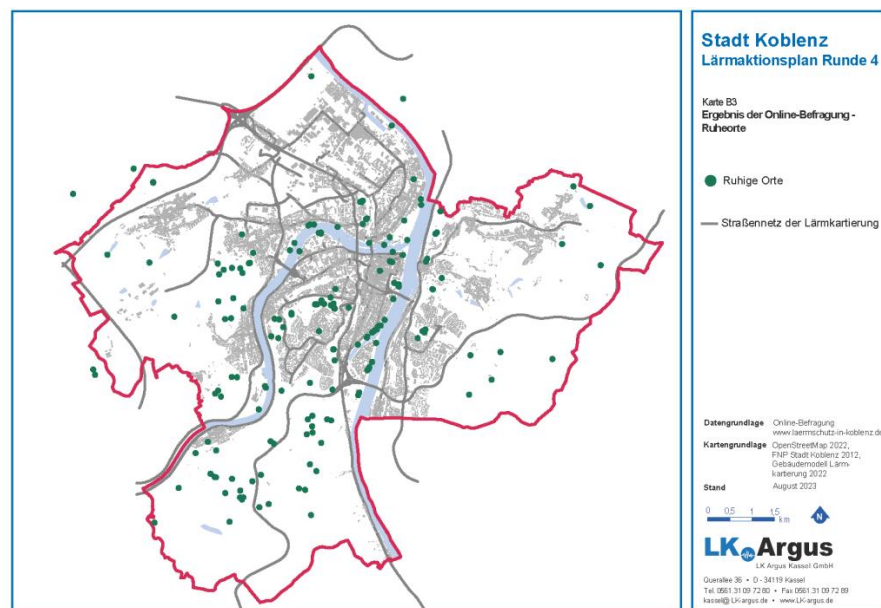 Stadt Koblenz
Lärmaktionsplan Runde 4
Karte B3
Ergebnis der Online-Befragung -
Ruheorte
Ruhige Orte
Straßennetz der Lärmkartierung
Datengrundlage Online-Befragung
www.laermschutz-in-koblenz.de
Kartengrundlage OpenStreetMap 2022,
FNP Stadt Koblenz 2012,
Gebäudemodell Lärm-
kartierung 2022
Stand August 2023
0 0,5 1 1,5
km
N
LK Argus
LK Argus Kassel GmbH
Querallee 36 • D - 34119 Kassel
Tel. 0561.31 09 72 80 • Fax 0561.31 09 72 89
kassel@LK-argus.de • www.LK-argus.de